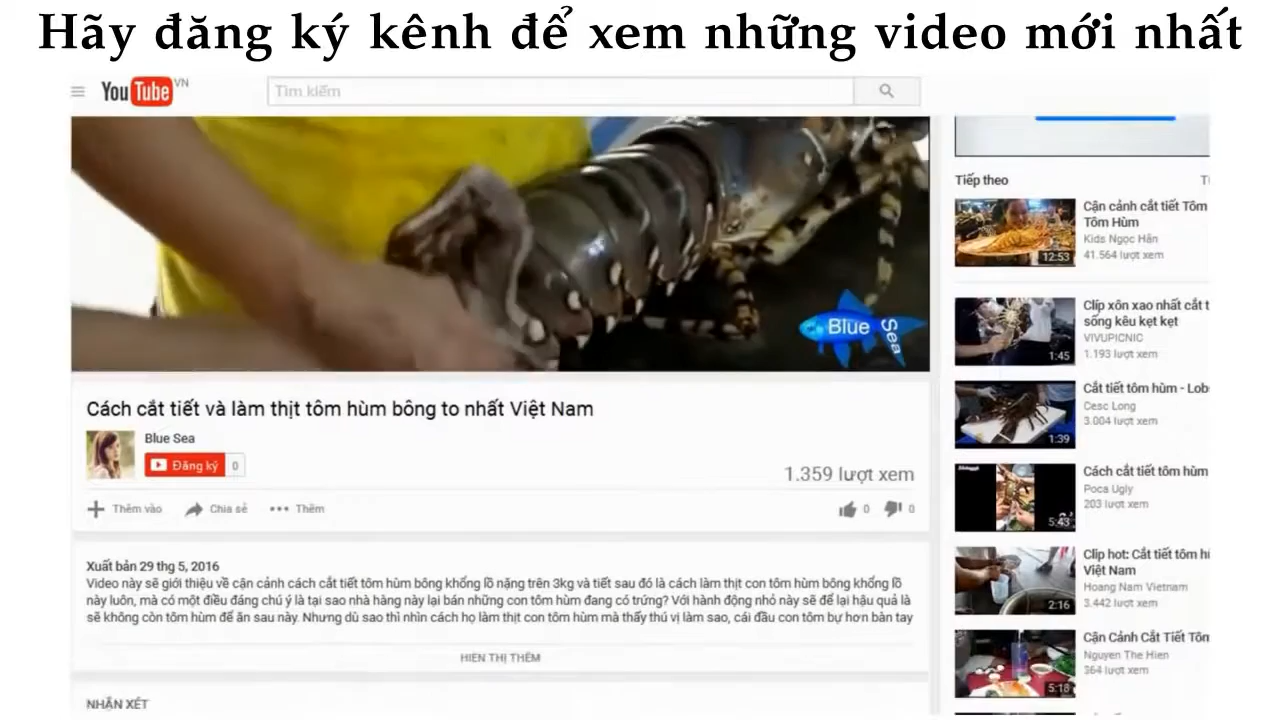 Hãy đăng ký kênh để xem những video mới nhất
YouTube VN
Tìm kiếm
Blue Sea
Cách cắt tiết và làm thịt tôm hùm bông to nhất Việt Nam
Blue Sea
Đăng ký 0
1.359 lượt xem
Thêm vào Chia sẻ Thêm 0 0
Xuất bản 29 thg 5, 2016
Video này sẽ giới thiệu về cận cảnh cách cắt tiết tôm hùm bông khổng lồ nặng trên 3kg và tiết sau đó là cách làm thịt con tôm hùm bông khổng lồ
này luôn, mà có một điều đáng chú ý là tại sao nhà hàng này lại bán những con tôm hùm đang có trứng? Với hành động nhỏ này sẽ để lại hậu quả là
sẽ không còn tôm hùm để ăn sau này. Nhưng dù sao thì nhìn cách họ làm thịt con tôm hùm mà thấy thú vị làm sao, cái đầu con tôm bự hơn bàn tay
HIỂN THỊ THÊM
NHẬN XÉT
Tiếp theo
Cận cảnh cắt tiết Tôm
Tôm Hùm
Kids Ngọc Hân
41.564 lượt xem
12:53
Clíp xôn xao nhất cắt t
sống kêu kẹt kẹt
VIVUPICNIC
1.193 lượt xem
1:45
Cắt tiết tôm hùm - Lob
Cesc Long
3.004 lượt xem
1:39
Cách cắt tiết tôm hùm
Poca Ugly
203 lượt xem
5:43
Clip hot: Cắt tiết tôm h
Việt Nam
Hoang Nam Vietnam
3.442 lượt xem
2:16
Cận Cảnh Cắt Tiết Tôm
Nguyen The Hien
364 lượt xem
5:18